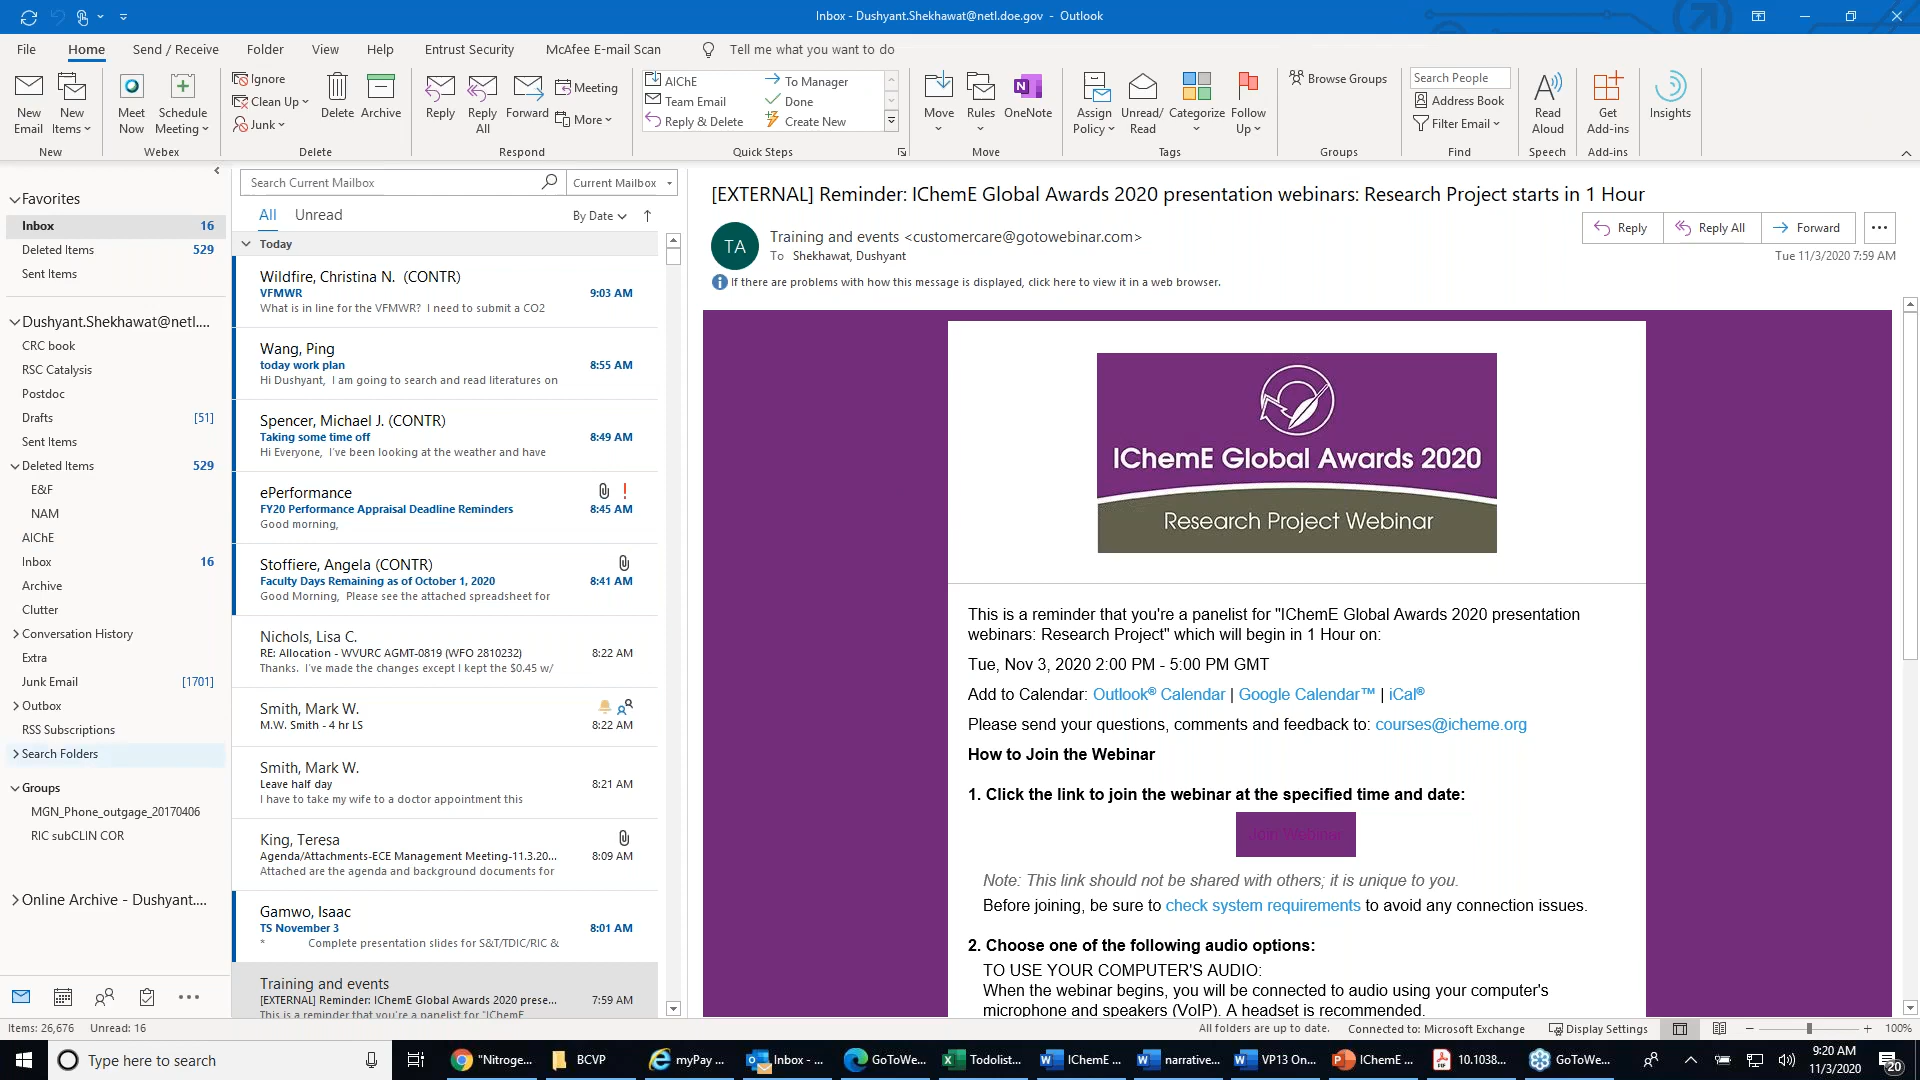 Inbox - Dushyant.Shekhawat@netl.doe.gov - Outlook
File Home Send / Receive Folder View Help Entrust Security McAfee E-mail Scan Tell me what you want to do
New Email
New Items
New
Meet Now
Schedule Meeting
Webex
Ignore
Clean Up
Junk
Delete
Archive
Delete
Reply
Reply All
Forward
Meeting
More
Respond
AIChE
Team Email
Reply & Delete
To Manager
Done
Create New
Quick Steps
Move
Rules
OneNote
Move
Assign Policy
Unread/ Read
Categorize
Follow Up
Tags
Browse Groups
Groups
Search People
Address Book
Filter Email
Find
Read Aloud
Speech
Get Add-ins
Add-ins
Insights
Favorites
Inbox 16
Deleted Items 529
Sent Items
Dushyant.Shekhawat@netl....
CRC book
RSC Catalysis
Postdoc
Drafts [51]
Sent Items
Deleted Items 529
E&F
NAM
AIChE
Inbox 16
Archive
Clutter
Conversation History
Extra
Junk Email [1701]
Outbox
RSS Subscriptions
Search Folders
Groups
MGN_Phone_outgage_20170406
RIC subCLIN COR
Online Archive - Dushyant....
Search Current Mailbox
Current Mailbox
All Unread
By Date
Today
Wildfire, Christina N. (CONTR)
VFMWR 9:03 AM
What is in line for the VFMWR? I need to submit a CO2
Wang, Ping
today work plan 8:55 AM
Hi Dushyant, I am going to search and read literatures on
Spencer, Michael J. (CONTR)
Taking some time off 8:49 AM
Hi Everyone, I've been looking at the weather and have
ePerformance
FY20 Performance Appraisal Deadline Reminders 8:45 AM
Good morning,
Stoffiere, Angela (CONTR)
Faculty Days Remaining as of October 1, 2020 8:41 AM
Good Morning, Please see the attached spreadsheet for
Nichols, Lisa C.
RE: Allocation - WVURC AGMT-0819 (WFO 2810232) 8:22 AM
Thanks. I've made the changes except I kept the $0.45 w/
Smith, Mark W.
M.W. Smith - 4 hr LS 8:22 AM
Smith, Mark W.
Leave half day 8:21 AM
I have to take my wife to a doctor appointment this
King, Teresa
Agenda/Attachments-ECE Management Meeting-11.3.20... 8:09 AM
Attached are the agenda and background documents for
Gamwo, Isaac
TS November 3 8:01 AM
* Complete presentation slides for S&T/TDIC/RIC &
Training and events
[EXTERNAL] Reminder: IChemE Global Awards 2020 prese... 7:59 AM
This is a reminder that you're a panelist for "IChemE
[EXTERNAL] Reminder: IChemE Global Awards 2020 presentation webinars: Research Project starts in 1 Hour
TA
Training and events <customercare@gotowebinar.com>
To Shekhawat, Dushyant
Reply Reply All Forward
Tue 11/3/2020 7:59 AM
If there are problems with how this message is displayed, click here to view it in a web browser.
IChemE Global Awards 2020
Research Project Webinar
This is a reminder that you're a panelist for "IChemE Global Awards 2020 presentation
webinars: Research Project" which will begin in 1 Hour on:
Tue, Nov 3, 2020 2:00 PM - 5:00 PM GMT
Add to Calendar: Outlook® Calendar | Google Calendar™ | iCal®
Please send your questions, comments and feedback to: courses@icheme.org
How to Join the Webinar
1. Click the link to join the webinar at the specified time and date:
Join Webinar
Note: This link should not be shared with others; it is unique to you.
Before joining, be sure to check system requirements to avoid any connection issues.
2. Choose one of the following audio options:
TO USE YOUR COMPUTER'S AUDIO:
When the webinar begins, you will be connected to audio using your computer's
microphone and speakers (VoIP). A headset is recommended.
Items: 26,676 Unread: 16
All folders are up to date. Connected to: Microsoft Exchange Display Settings 100%
Type here to search
"Nitroge... BCVP myPay ... Inbox - ... GoToWe... Todolist... IChemE ... narrative... VP13 On... IChemE ... 10.1038... GoToWe...
9:20 AM
11/3/2020
20